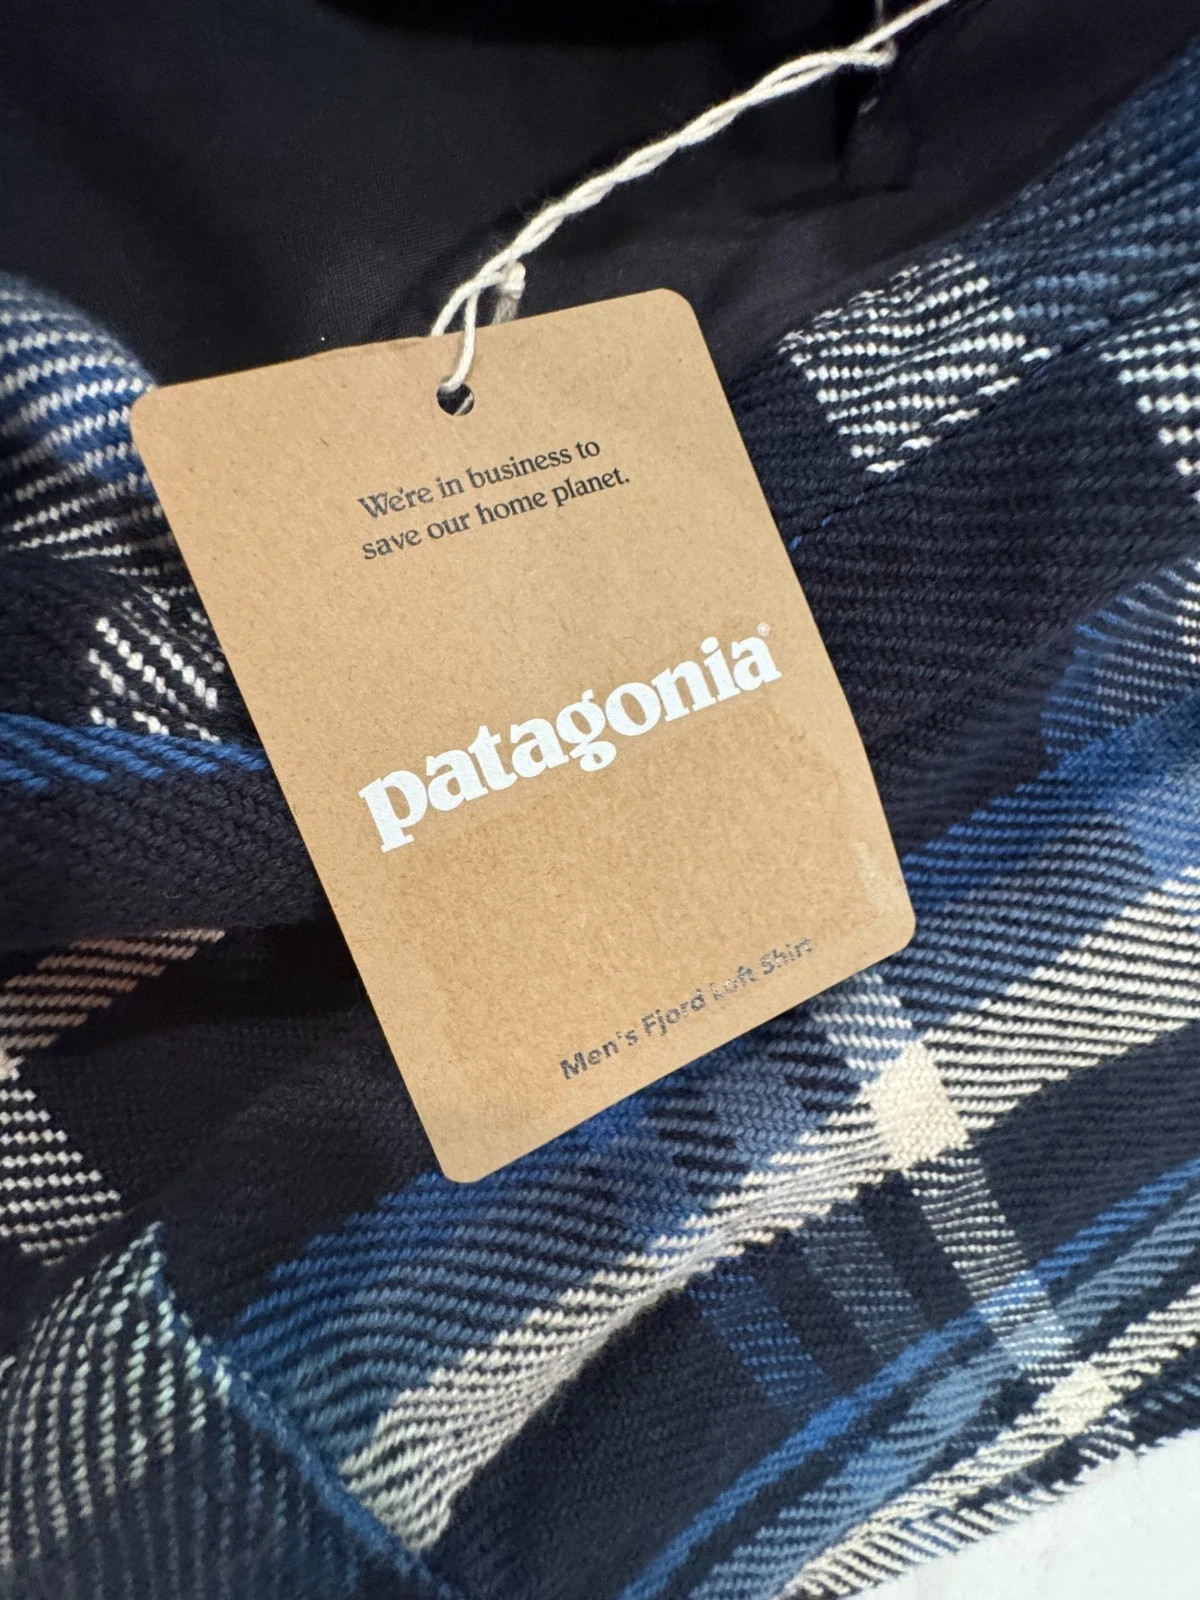 We're in business to
save our home planet.
patagonia®
Men's Fjord Loft Shirt